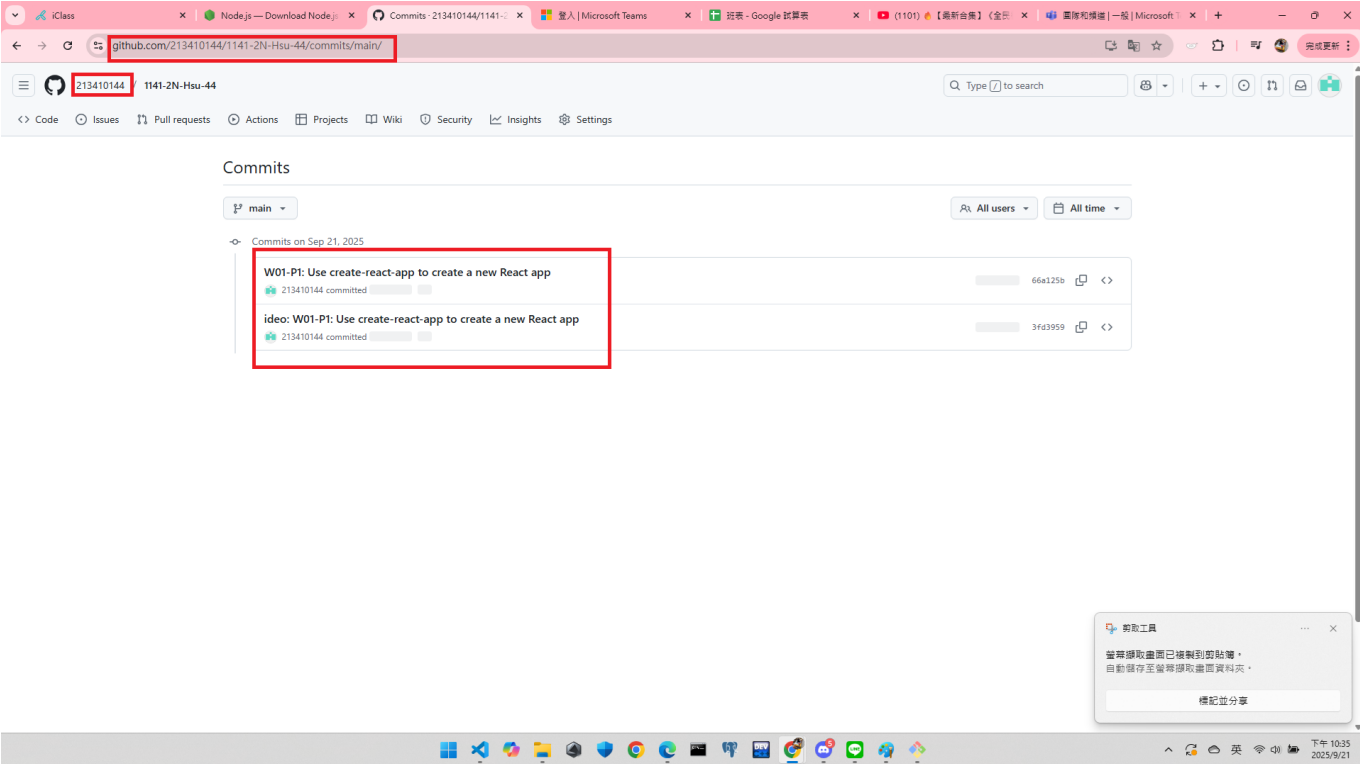 iClass
Node.js — Download Node.js
Commits · 213410144/1141-2
登入 | Microsoft Teams
班表 - Google 試算表
(1101) 🔥【最新合集】《全民
團隊和頻道 | 一般 | Microsoft T
github.com/213410144/1141-2N-Hsu-44/commits/main/
完成更新
213410144 / 1141-2N-Hsu-44
Type / to search
Code
Issues
Pull requests
Actions
Projects
Wiki
Security
Insights
Settings
Commits
main
All users
All time
Commits on Sep 21, 2025
W01-P1: Use create-react-app to create a new React app
213410144 committed
66a125b
ideo: W01-P1: Use create-react-app to create a new React app
213410144 committed
3fd3959
剪取工具
螢幕擷取畫面已複製到剪貼簿。
自動儲存至螢幕擷取畫面資料夾。
標記並分享
DEV
5
LINE
英
下午 10:35
2025/9/21